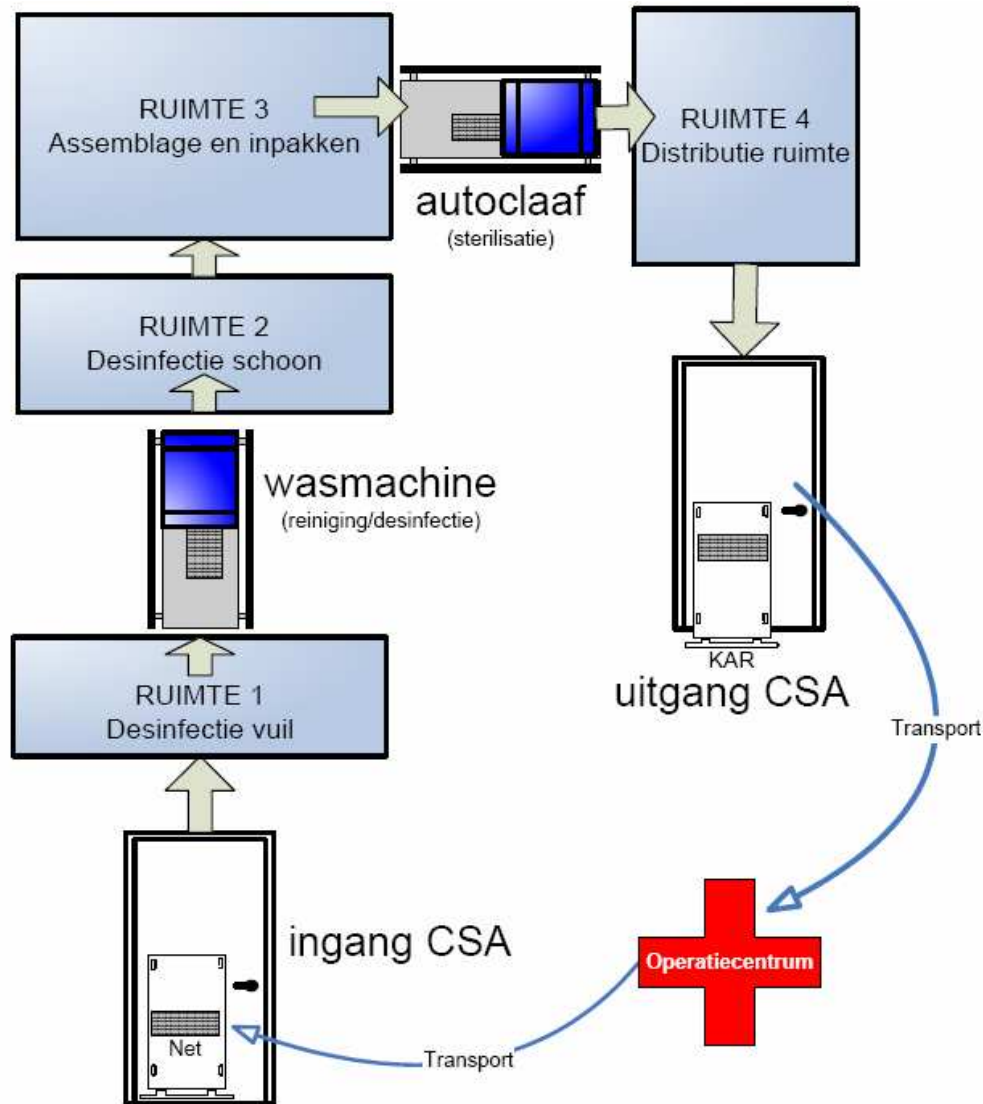 RUIMTE 3
Assemblage en inpakken
autoclaaf
(sterilisatie)
RUIMTE 4
Distributie ruimte
RUIMTE 2
Desinfectie schoon
wasmachine
(reiniging/desinfectie)
RUIMTE 1
Desinfectie vuil
KAR
uitgang CSA
Transport
ingang CSA
Operatiecentrum
Net
Transport